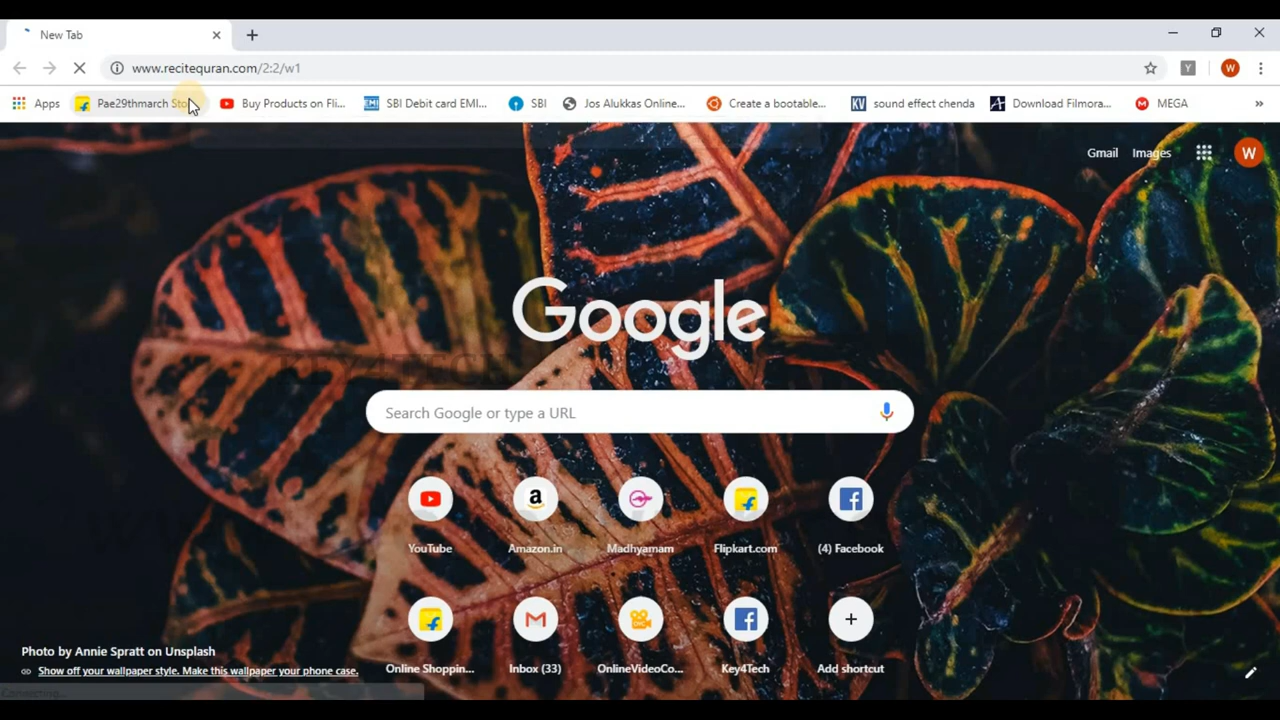 New Tab
www.recitequran.com/2:2/w1
Apps
Pae29thmarch Sto
Buy Products on Fli...
SBI Debit card EMI...
SBI
Jos Alukkas Online...
Create a bootable...
sound effect chenda
Download Filmora...
MEGA
»
Gmail Images W
Google
KEY4TECH
Search Google or type a URL
YouTube
Amazon.in
Madhyamam
Flipkart.com
(4) Facebook
Online Shoppin...
Inbox (33)
OnlineVideoCo...
Key4Tech
Add shortcut
Photo by Annie Spratt on Unsplash
Show off your wallpaper style. Make this wallpaper your phone case.
Connecting...